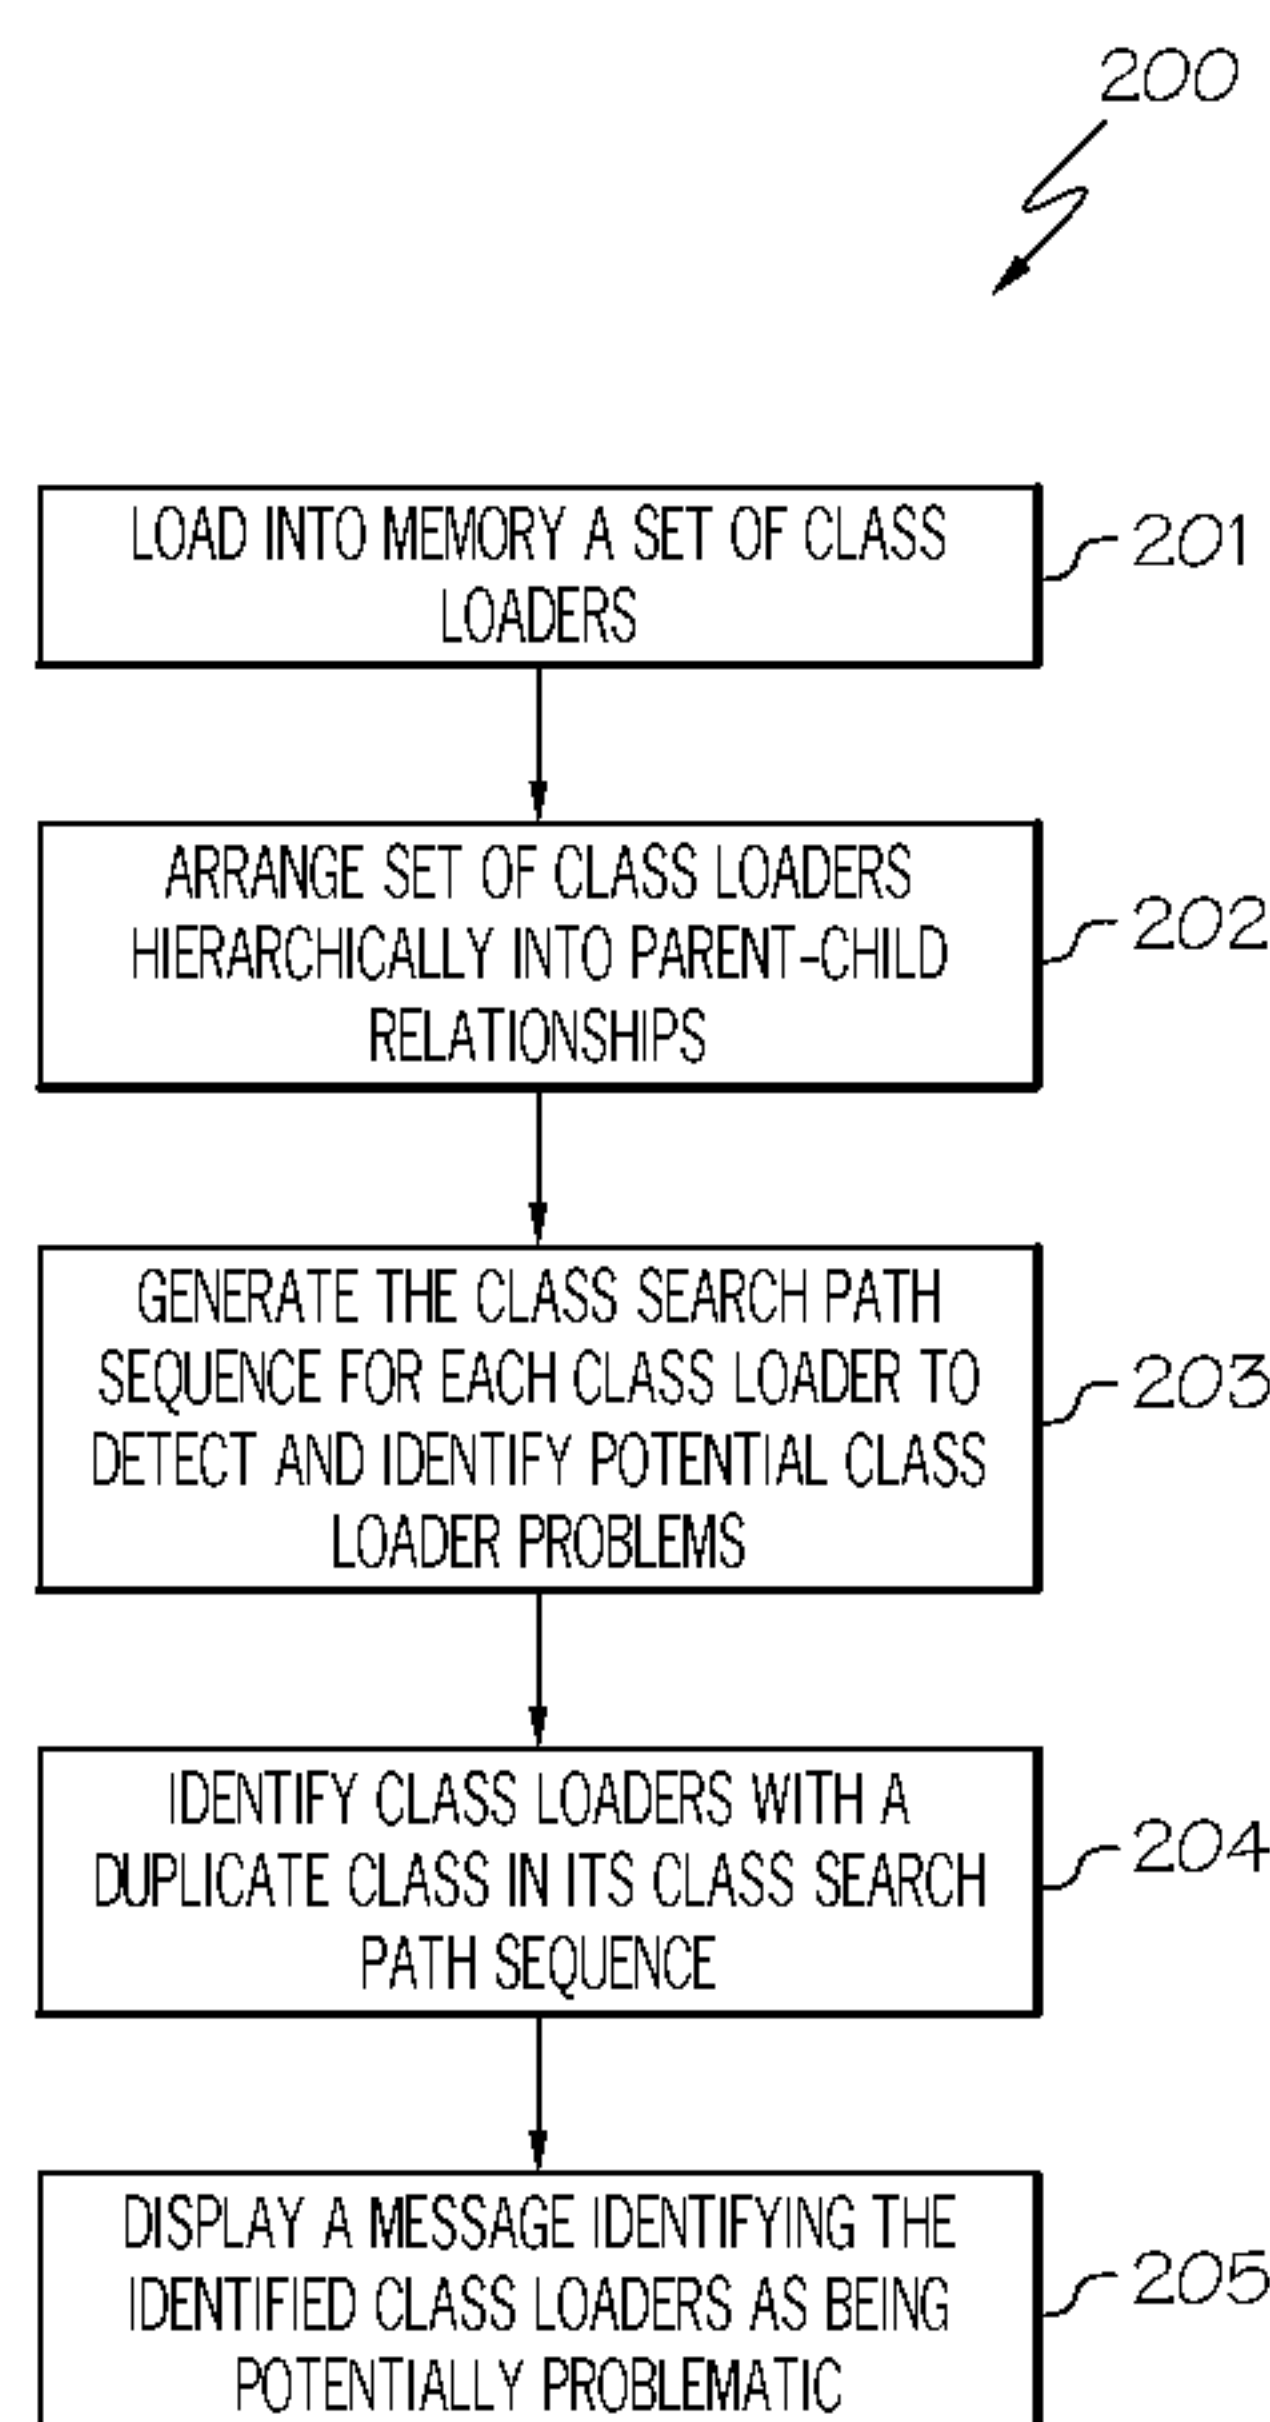 200
LOAD INTO MEMORY A SET OF CLASS
LOADERS
201
ARRANGE SET OF CLASS LOADERS
HIERARCHICALLY INTO PARENT-CHILD
RELATIONSHIPS
202
GENERATE THE CLASS SEARCH PATH
SEQUENCE FOR EACH CLASS LOADER TO
DETECT AND IDENTIFY POTENTIAL CLASS
LOADER PROBLEMS
203
IDENTIFY CLASS LOADERS WITH A
DUPLICATE CLASS IN ITS CLASS SEARCH
PATH SEQUENCE
204
DISPLAY A MESSAGE IDENTIFYING THE
IDENTIFIED CLASS LOADERS AS BEING
POTENTIALLY PROBLEMATIC
205